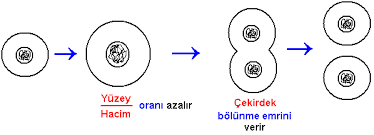 Yüzey
Hacim
oranı azalır
Çekirdek
bölünme emrini
verir